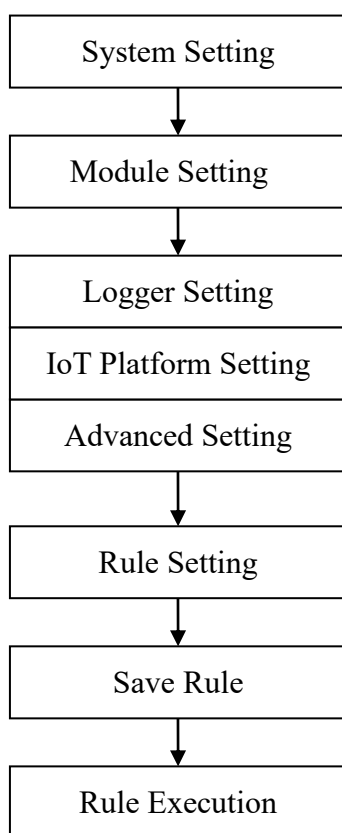 System Setting
Module Setting
Logger Setting
IoT Platform Setting
Advanced Setting
Rule Setting
Save Rule
Rule Execution